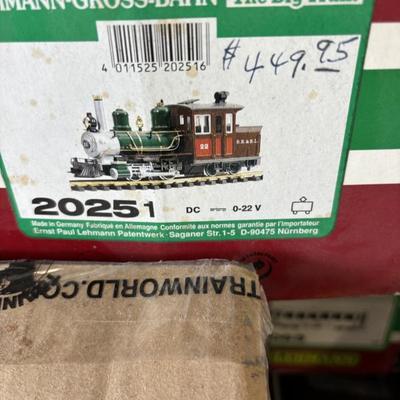 MANN-GROSS-BAHN The Big Train
4 011525 202516
$449.95
22
20251
DC 0-22 V
Made in Germany Fabriqué en Allemagne Conformité aux normes garantie par l'importateur
Ernst Paul Lehmann Patentwerk · Saganer Str. 1-5 D-90475 Nürnberg
TRAINWORLD.CO
LEHMANN